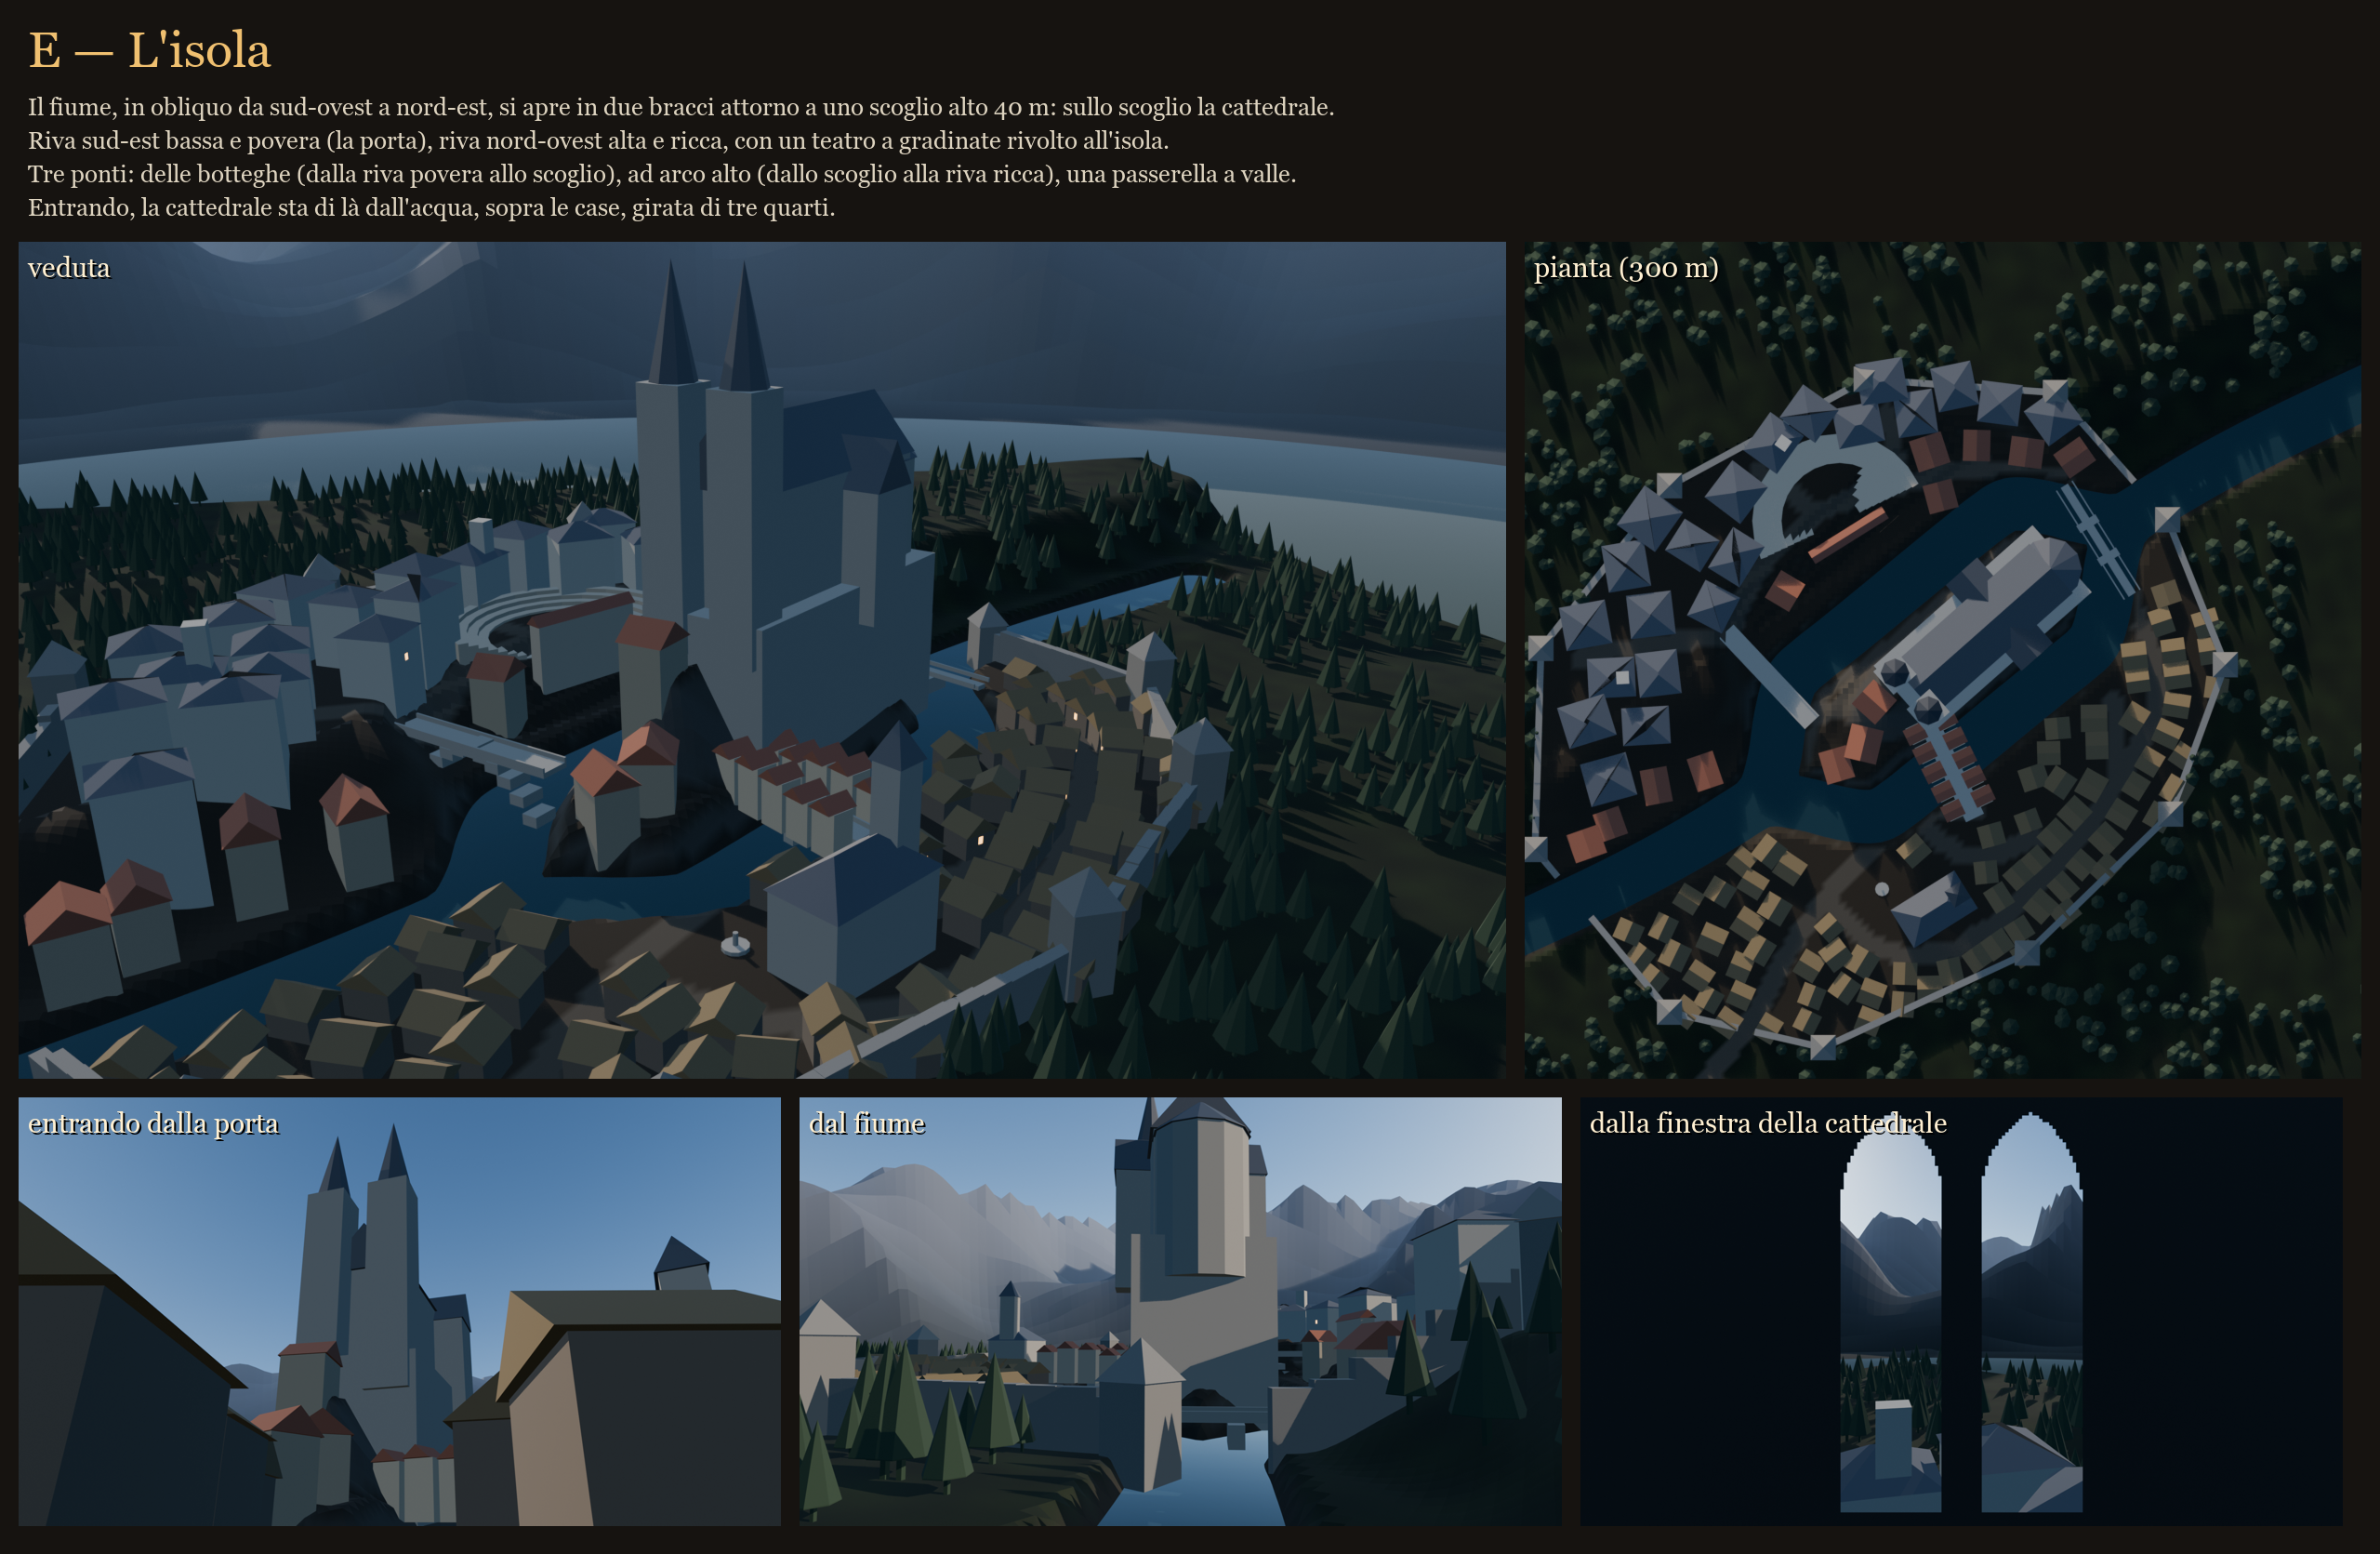 E — L'isola
Il fiume, in obliquo da sud-ovest a nord-est, si apre in due bracci attorno a uno scoglio alto 40 m: sullo scoglio la cattedrale.
Riva sud-est bassa e povera (la porta), riva nord-ovest alta e ricca, con un teatro a gradinate rivolto all'isola.
Tre ponti: delle botteghe (dalla riva povera allo scoglio), ad arco alto (dallo scoglio alla riva ricca), una passerella a valle.
Entrando, la cattedrale sta di là dall'acqua, sopra le case, girata di tre quarti.
veduta
pianta (300 m)
entrando dalla porta
dal fiume
dalla finestra della cattedrale